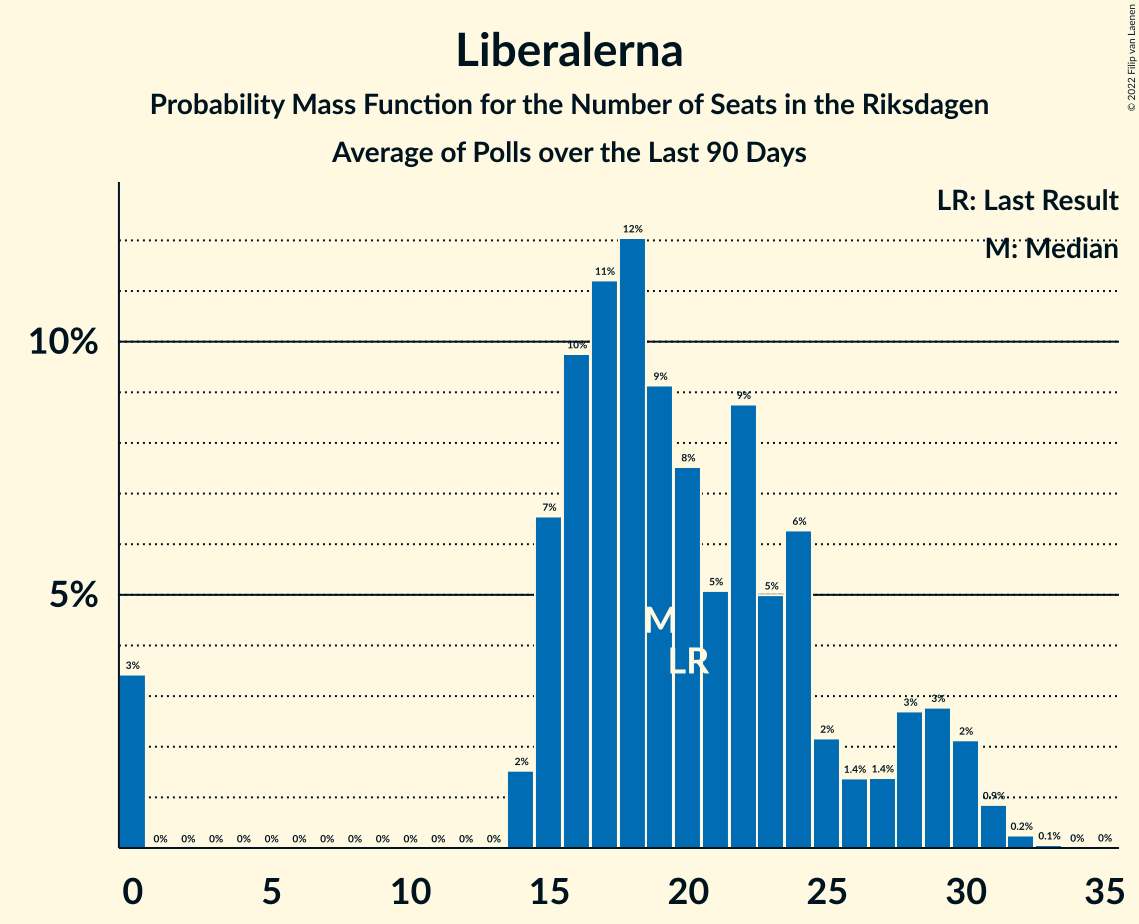 Liberalerna
Probability Mass Function for the Number of Seats in the Riksdagen
Average of Polls over the Last 90 Days
© 2022 Filip van Laenen
LR: Last Result
M: Median
10%
5%
3% 0% 0% 0% 0% 0% 0% 0% 0% 0% 0% 0% 0% 0% 2% 7% 10% 11% 12% 9% 8% 5% 9% 5% 6% 2% 1.4% 1.4% 3% 3% 2% 0.9% 0.2% 0.1% 0% 0%
M
LR
0 5 10 15 20 25 30 35